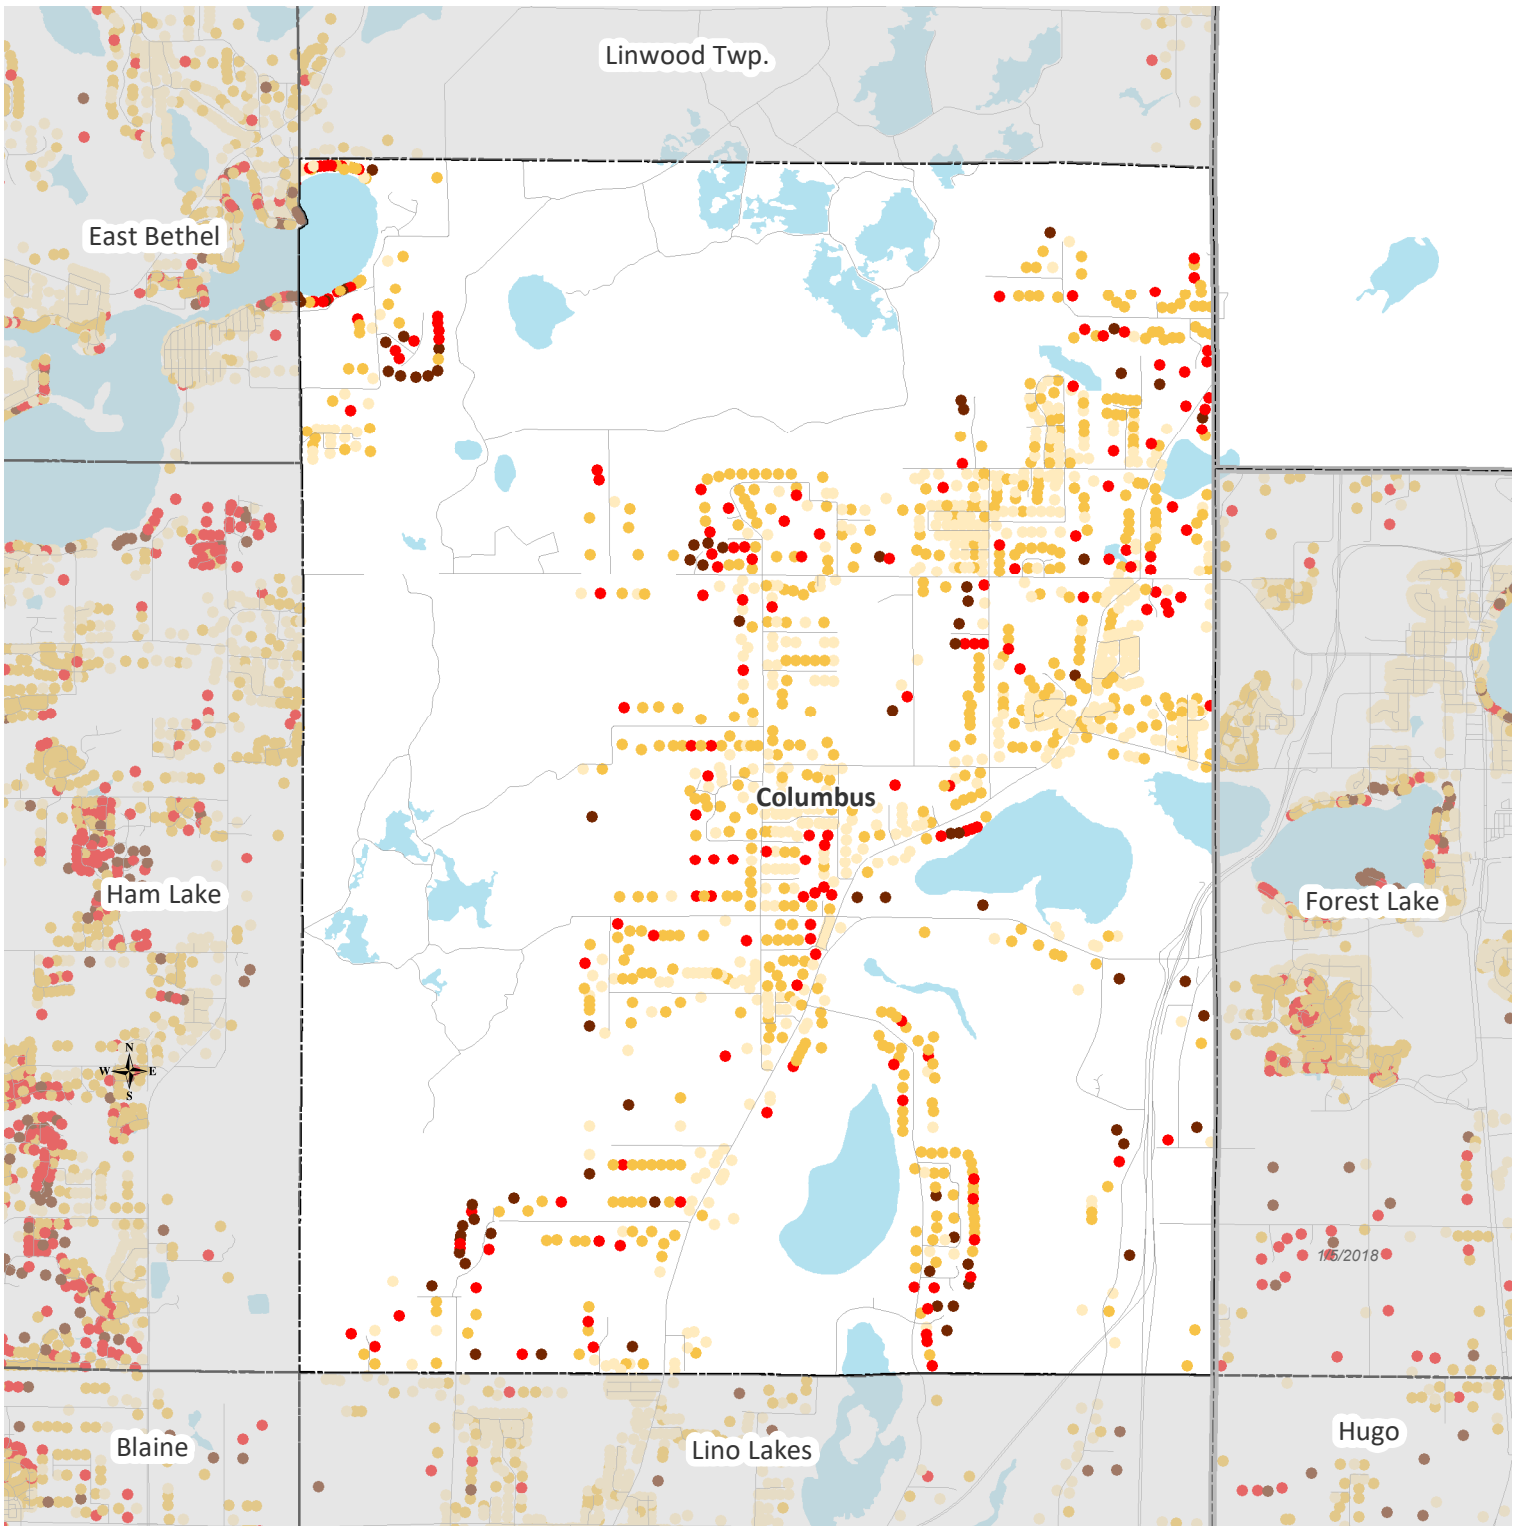 Linwood Twp.
East Bethel
Columbus
Ham Lake
Forest Lake
N
W E
S
1/5/2018
Blaine
Lino Lakes
Hugo